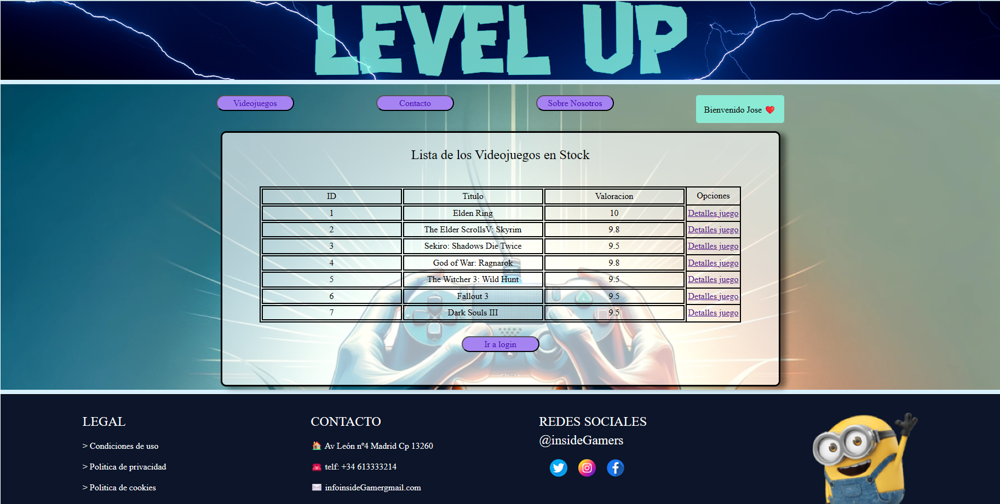 LEVEL UP
Videojuegos Contacto Sobre Nosotros Bienvenido Jose ❤️
Lista de los Videojuegos en Stock
ID Titulo Valoracion Opciones
1 Elden Ring 10 Detalles juego
2 The Elder ScrollsV: Skyrim 9.8 Detalles juego
3 Sekiro: Shadows Die Twice 9.5 Detalles juego
4 God of War: Ragnarok 9.8 Detalles juego
5 The Witcher 3: Wild Hunt 9.5 Detalles juego
6 Fallout 3 9.5 Detalles juego
7 Dark Souls III 9.5 Detalles juego
Ir a login
LEGAL
> Condiciones de uso
> Politica de privacidad
> Politica de cookies
CONTACTO
🏠 Av León nº4 Madrid Cp 13260
☎️ telf: +34 613333214
✉️ infoinsideGamergmail.com
REDES SOCIALES
@insideGamers